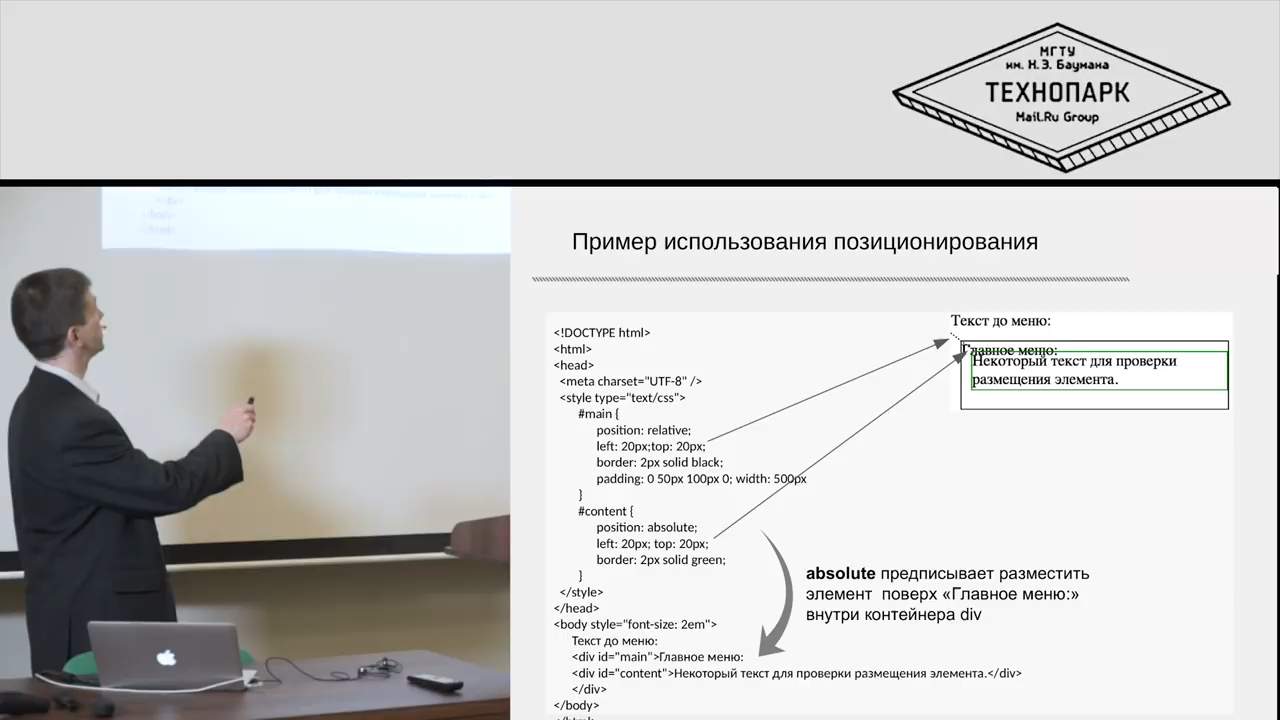 МГТУ
им. Н.Э. Баумана
ТЕХНОПАРК
Mail.Ru Group
Пример использования позиционирования
<!DOCTYPE html>
<html>
<head>
<meta charset="UTF-8" />
<style type="text/css">
#main {
position: relative;
left: 20px;top: 20px;
border: 2px solid black;
padding: 0 50px 100px 0; width: 500px
}
#content {
position: absolute;
left: 20px; top: 20px;
border: 2px solid green;
}
</style>
</head>
<body style="font-size: 2em">
Текст до меню:
<div id="main">Главное меню:
<div id="content">Некоторый текст для проверки размещения элемента.</div>
</div>
</body>
</html>
Текст до меню:
Главное меню:
Некоторый текст для проверки
размещения элемента.
absolute предписывает разместить
элемент поверх «Главное меню:»
внутри контейнера div